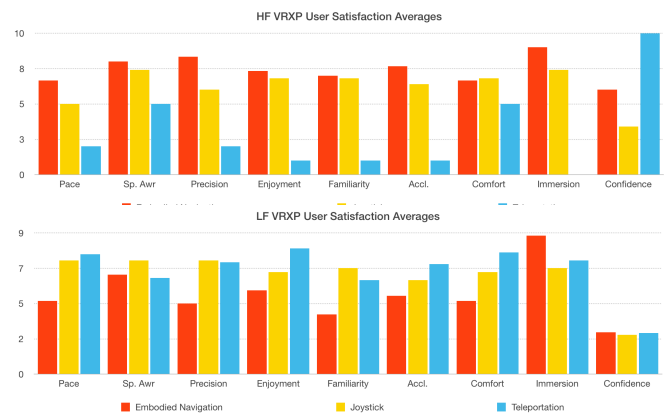 HF VRXP User Satisfaction Averages
10
8
5
3
0
Pace Sp. Awr Precision Enjoyment Familiarity Accl. Comfort Immersion Confidence
LF VRXP User Satisfaction Averages
9
7
5
2
0
Pace Sp. Awr Precision Enjoyment Familiarity Accl. Comfort Immersion Confidence
Embodied Navigation Joystick Teleportation